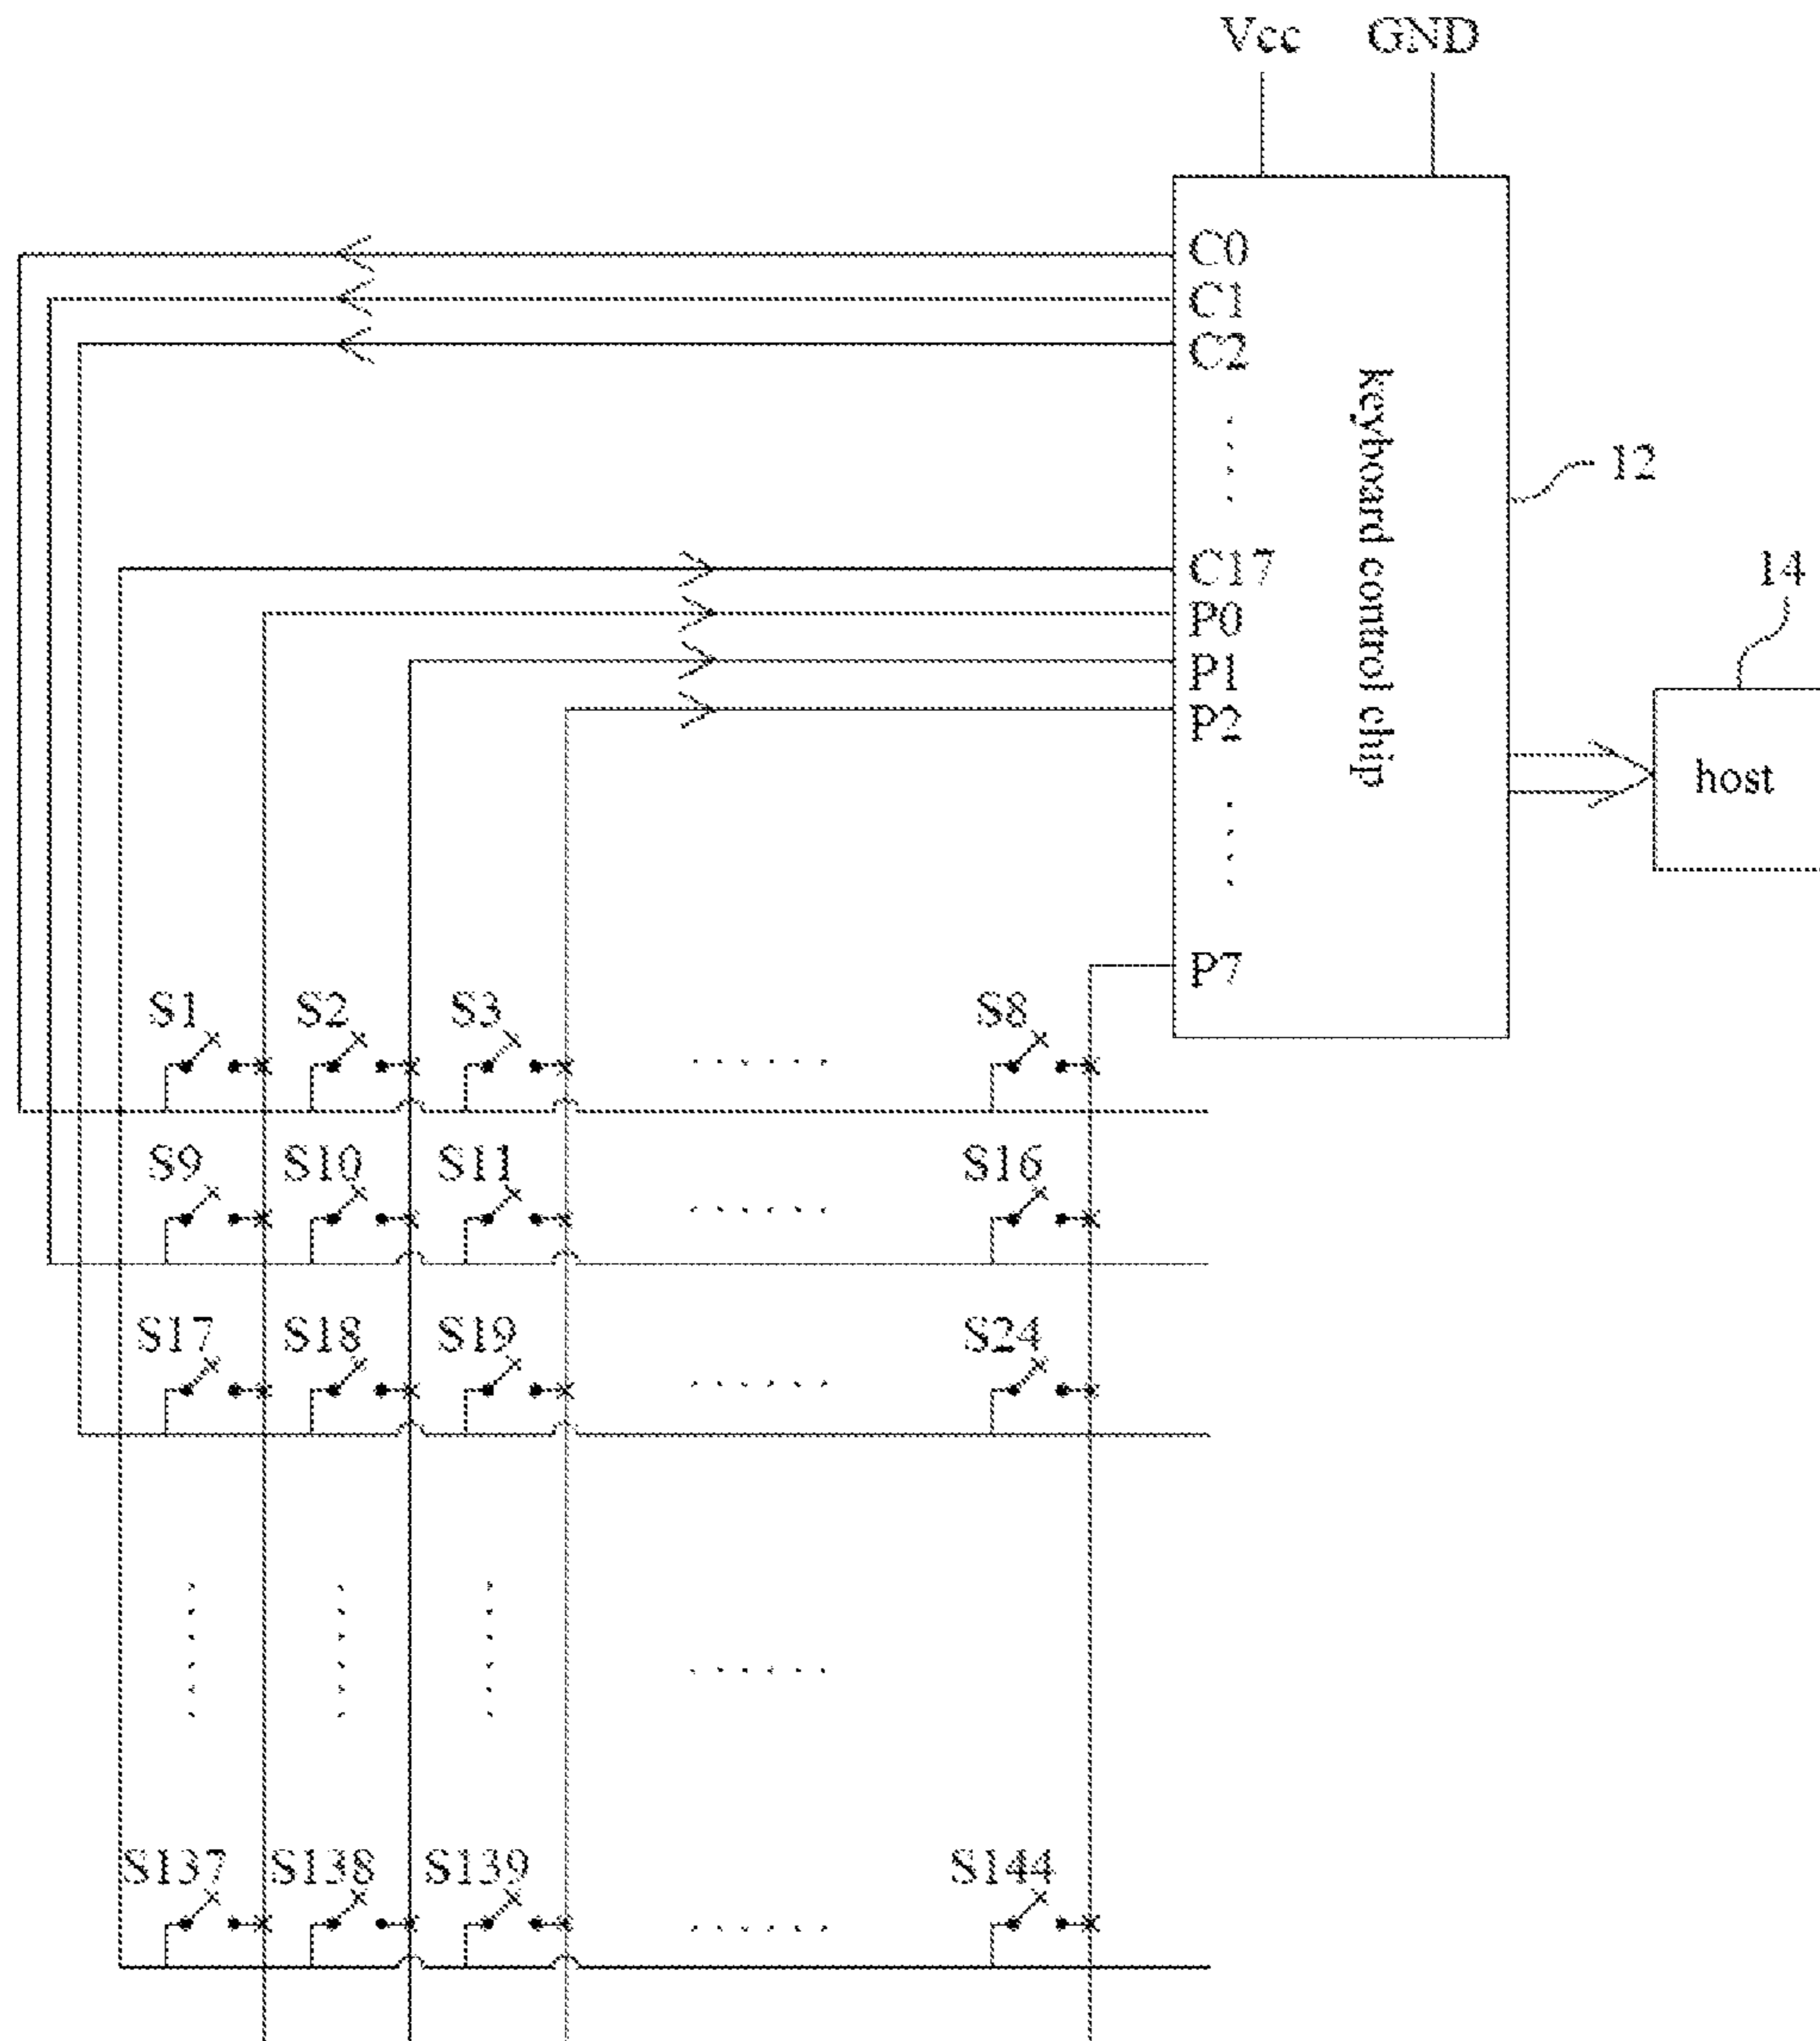 Vcc GND
C0
C1
C2
C17
P0
P1
P2
P7
keyboard control chip
12
14
host
S1 S2 S3 S8
S9 S10 S11 S16
S17 S18 S19 S24
S137 S138 S139 S144